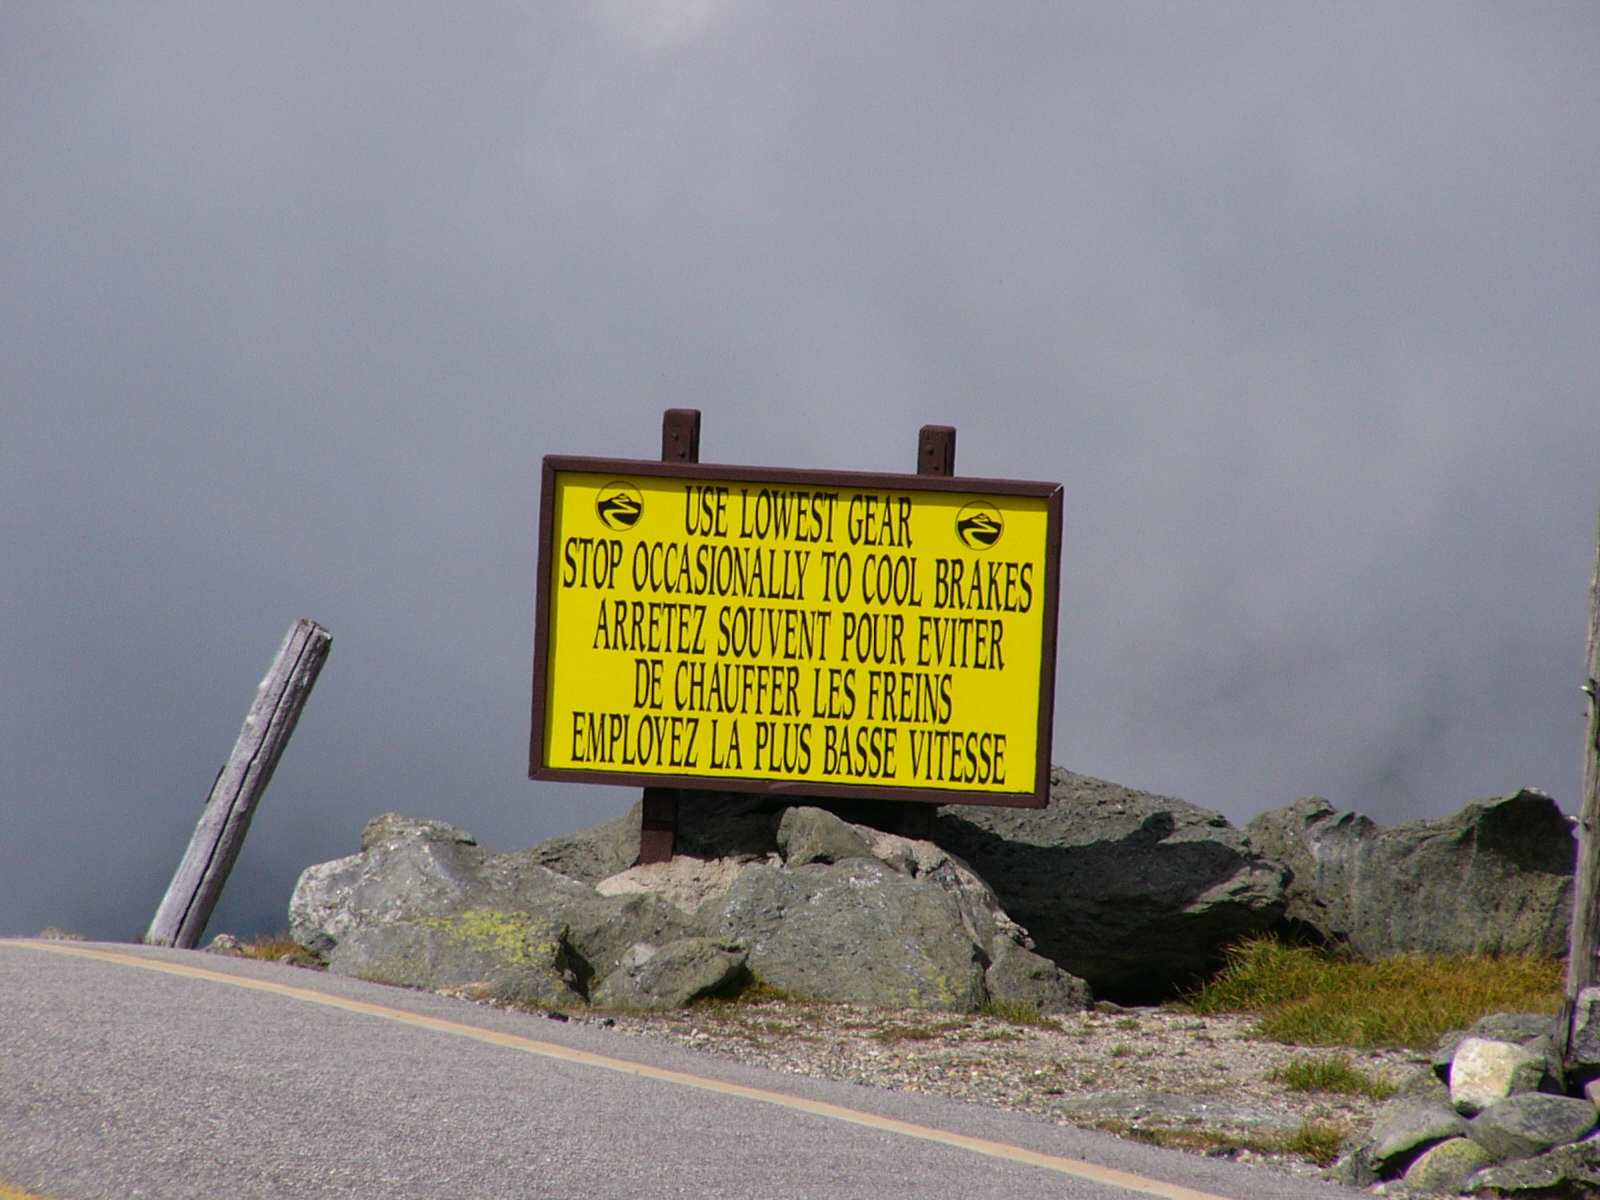 USE LOWEST GEAR
STOP OCCASIONALLY TO COOL BRAKES
ARRETEZ SOUVENT POUR EVITER
DE CHAUFFER LES FREINS
EMPLOYEZ LA PLUS BASSE VITESSE